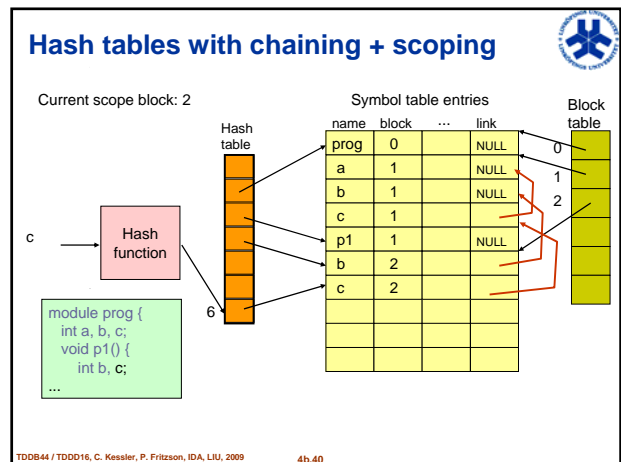 Hash tables with chaining + scoping
LINKÖPINGS UNIVERSITET
Current scope block: 2
Symbol table entries
Block
table
Hash
table
name block ... link
prog 0 NULL
a 1 NULL
b 1 NULL
c 1
p1 1 NULL
b 2
c 2
0
1
2
c
Hash
function
6
module prog {
int a, b, c;
void p1() {
int b, c;
...
TDDB44 / TDDD16, C. Kessler, P. Fritzson, IDA, LIU, 2009
4b.40